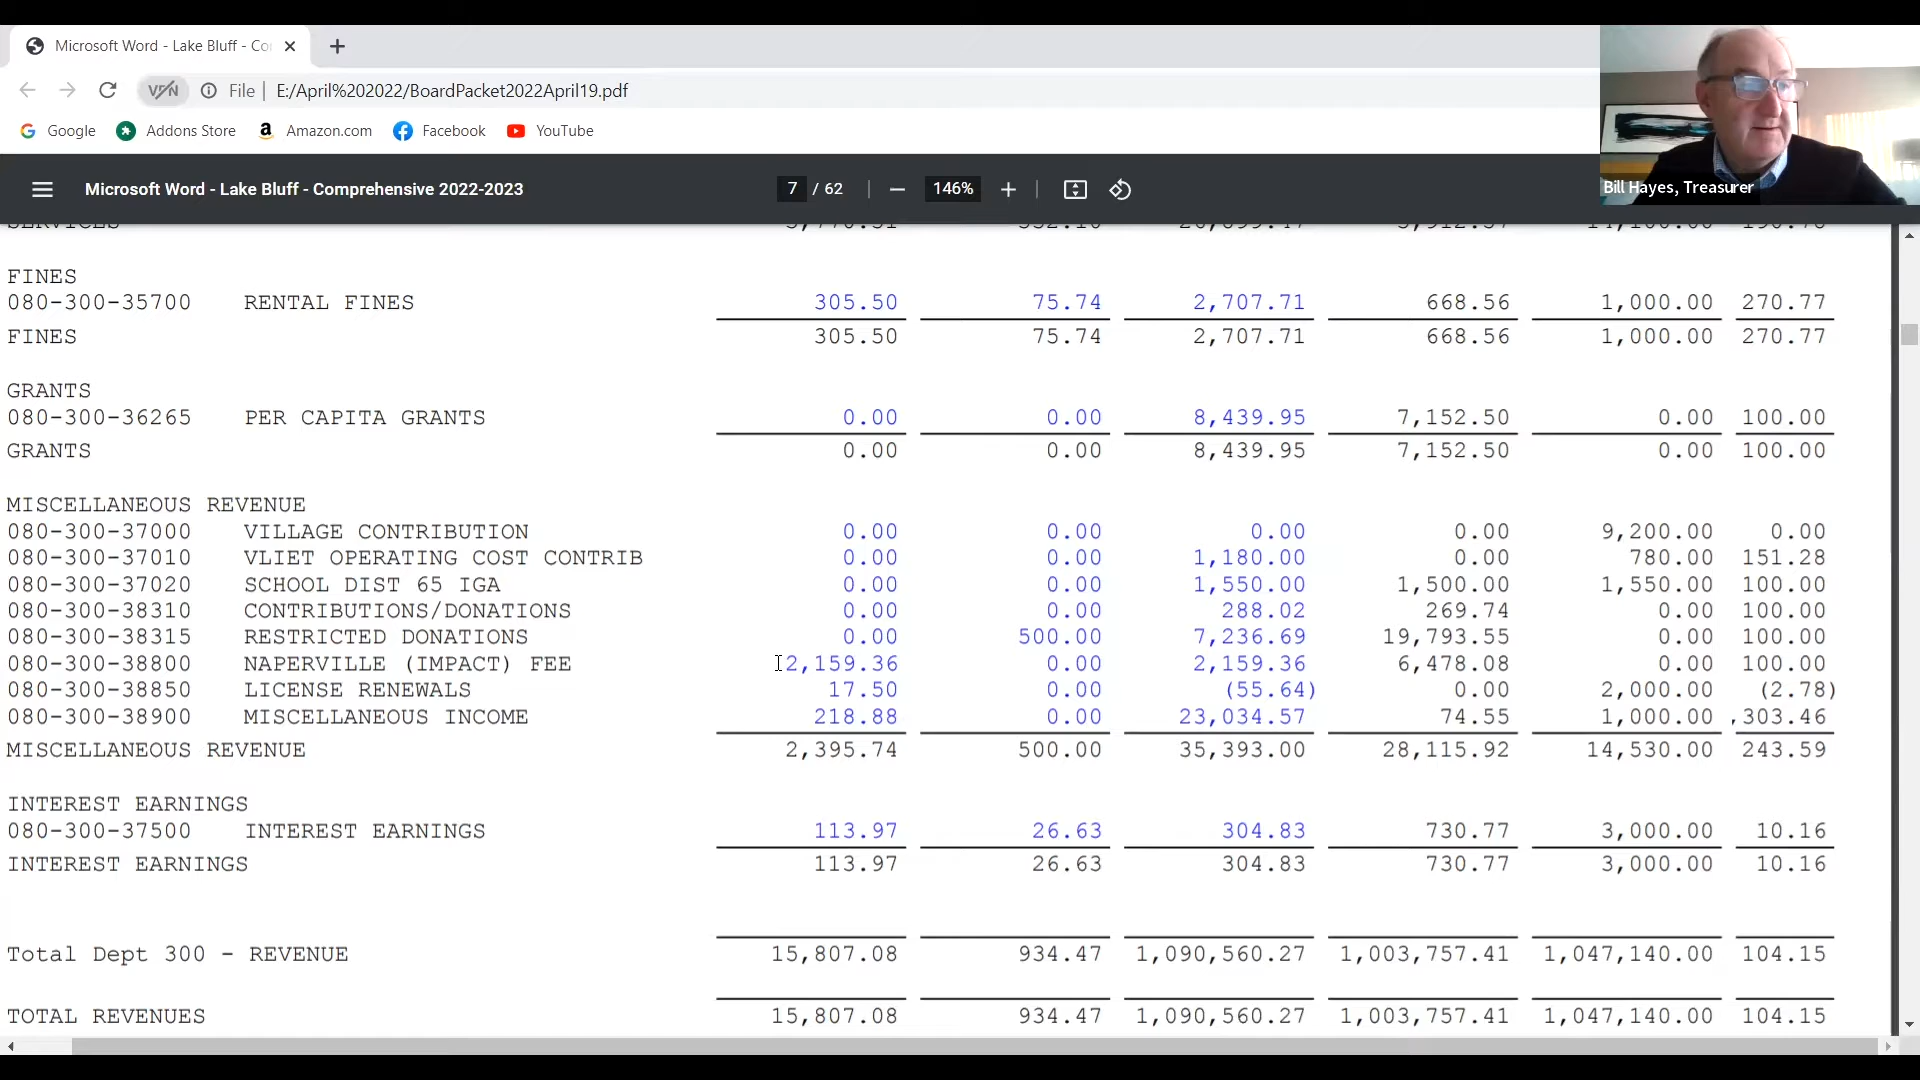 Microsoft Word - Lake Bluff - Co
VPN File E:/April%202022/BoardPacket2022April19.pdf
Google Addons Store Amazon.com Facebook YouTube
Microsoft Word - Lake Bluff - Comprehensive 2022-2023 7 / 62 146%
Bill Hayes, Treasurer
SERVICES
FINES
080-300-35700 RENTAL FINES 305.50 75.74 2,707.71 668.56 1,000.00 270.77
FINES 305.50 75.74 2,707.71 668.56 1,000.00 270.77
GRANTS
080-300-36265 PER CAPITA GRANTS 0.00 0.00 8,439.95 7,152.50 0.00 100.00
GRANTS 0.00 0.00 8,439.95 7,152.50 0.00 100.00
MISCELLANEOUS REVENUE
080-300-37000 VILLAGE CONTRIBUTION 0.00 0.00 0.00 0.00 9,200.00 0.00
080-300-37010 VLIET OPERATING COST CONTRIB 0.00 0.00 1,180.00 0.00 780.00 151.28
080-300-37020 SCHOOL DIST 65 IGA 0.00 0.00 1,550.00 1,500.00 1,550.00 100.00
080-300-38310 CONTRIBUTIONS/DONATIONS 0.00 0.00 288.02 269.74 0.00 100.00
080-300-38315 RESTRICTED DONATIONS 0.00 500.00 7,236.69 19,793.55 0.00 100.00
080-300-38800 NAPERVILLE (IMPACT) FEE 2,159.36 0.00 2,159.36 6,478.08 0.00 100.00
080-300-38850 LICENSE RENEWALS 17.50 0.00 (55.64) 0.00 2,000.00 (2.78)
080-300-38900 MISCELLANEOUS INCOME 218.88 0.00 23,034.57 74.55 1,000.00 ,303.46
MISCELLANEOUS REVENUE 2,395.74 500.00 35,393.00 28,115.92 14,530.00 243.59
INTEREST EARNINGS
080-300-37500 INTEREST EARNINGS 113.97 26.63 304.83 730.77 3,000.00 10.16
INTEREST EARNINGS 113.97 26.63 304.83 730.77 3,000.00 10.16
Total Dept 300 - REVENUE 15,807.08 934.47 1,090,560.27 1,003,757.41 1,047,140.00 104.15
TOTAL REVENUES 15,807.08 934.47 1,090,560.27 1,003,757.41 1,047,140.00 104.15